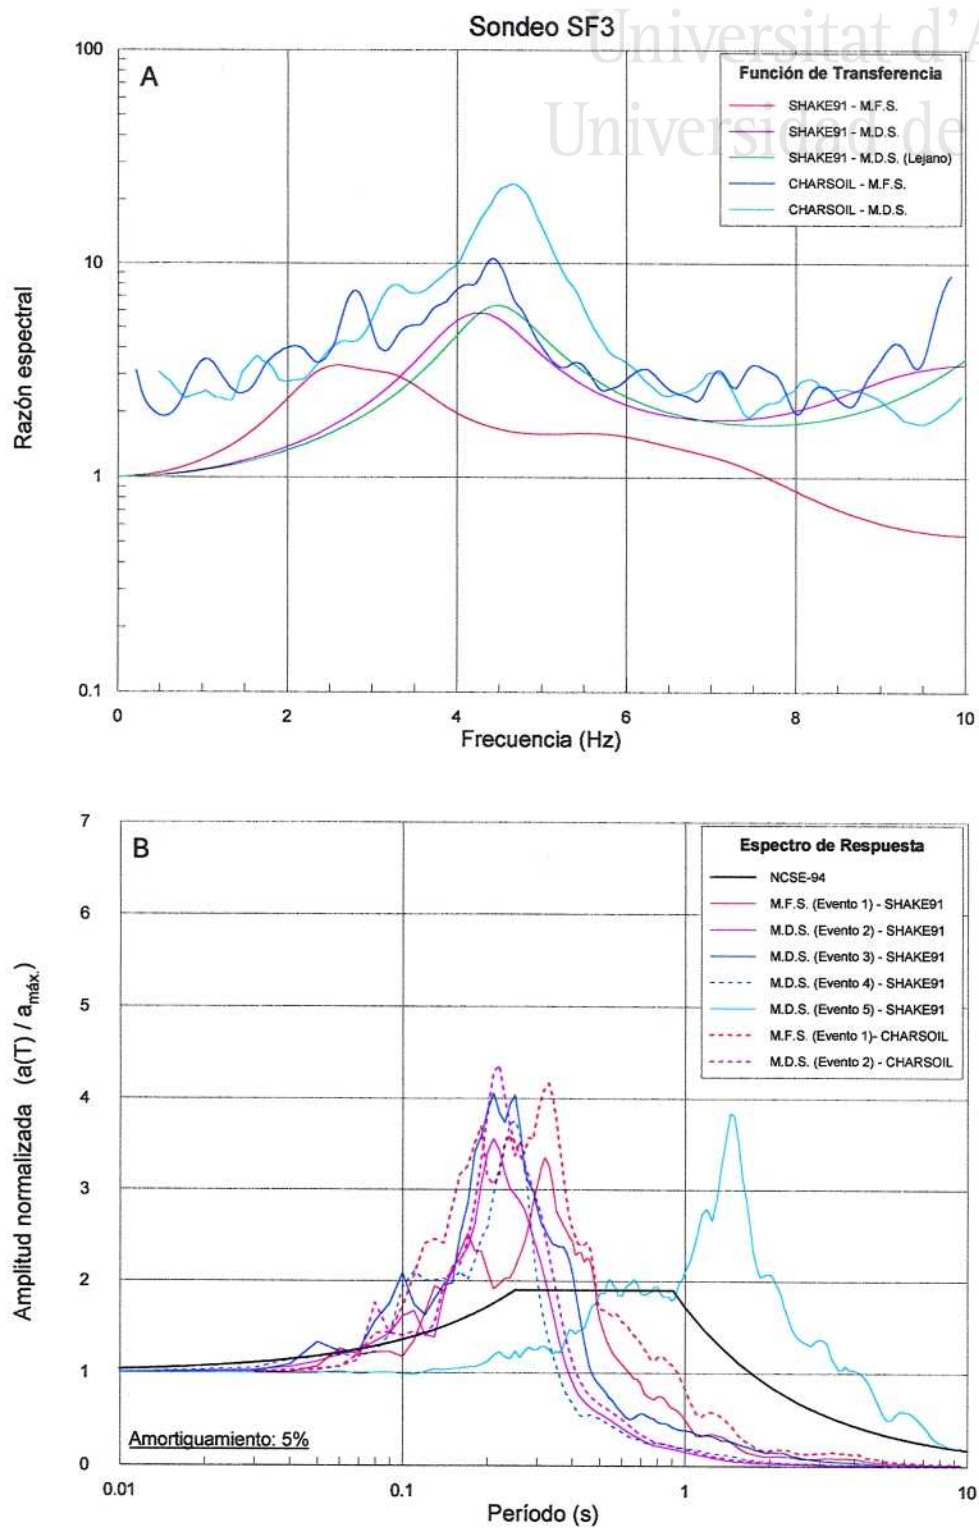 Sondeo SF3
Universitat d'A
Universidad de
A
Función de Transferencia
SHAKE91 - M.F.S.
SHAKE91 - M.D.S.
SHAKE91 - M.D.S. (Lejano)
CHARSOIL - M.F.S.
CHARSOIL - M.D.S.
Razón espectral
100
10
1
0.1
0 2 4 6 8 10
Frecuencia (Hz)
B
Espectro de Respuesta
NCSE-94
M.F.S. (Evento 1) - SHAKE91
M.D.S. (Evento 2) - SHAKE91
M.D.S. (Evento 3) - SHAKE91
M.D.S. (Evento 4) - SHAKE91
M.D.S. (Evento 5) - SHAKE91
M.F.S. (Evento 1)- CHARSOIL
M.D.S. (Evento 2) - CHARSOIL
Amplitud normalizada (a(T) / amáx.)
7
6
5
4
3
2
1
0
Amortiguamiento: 5%
0.01 0.1 1 10
Período (s)